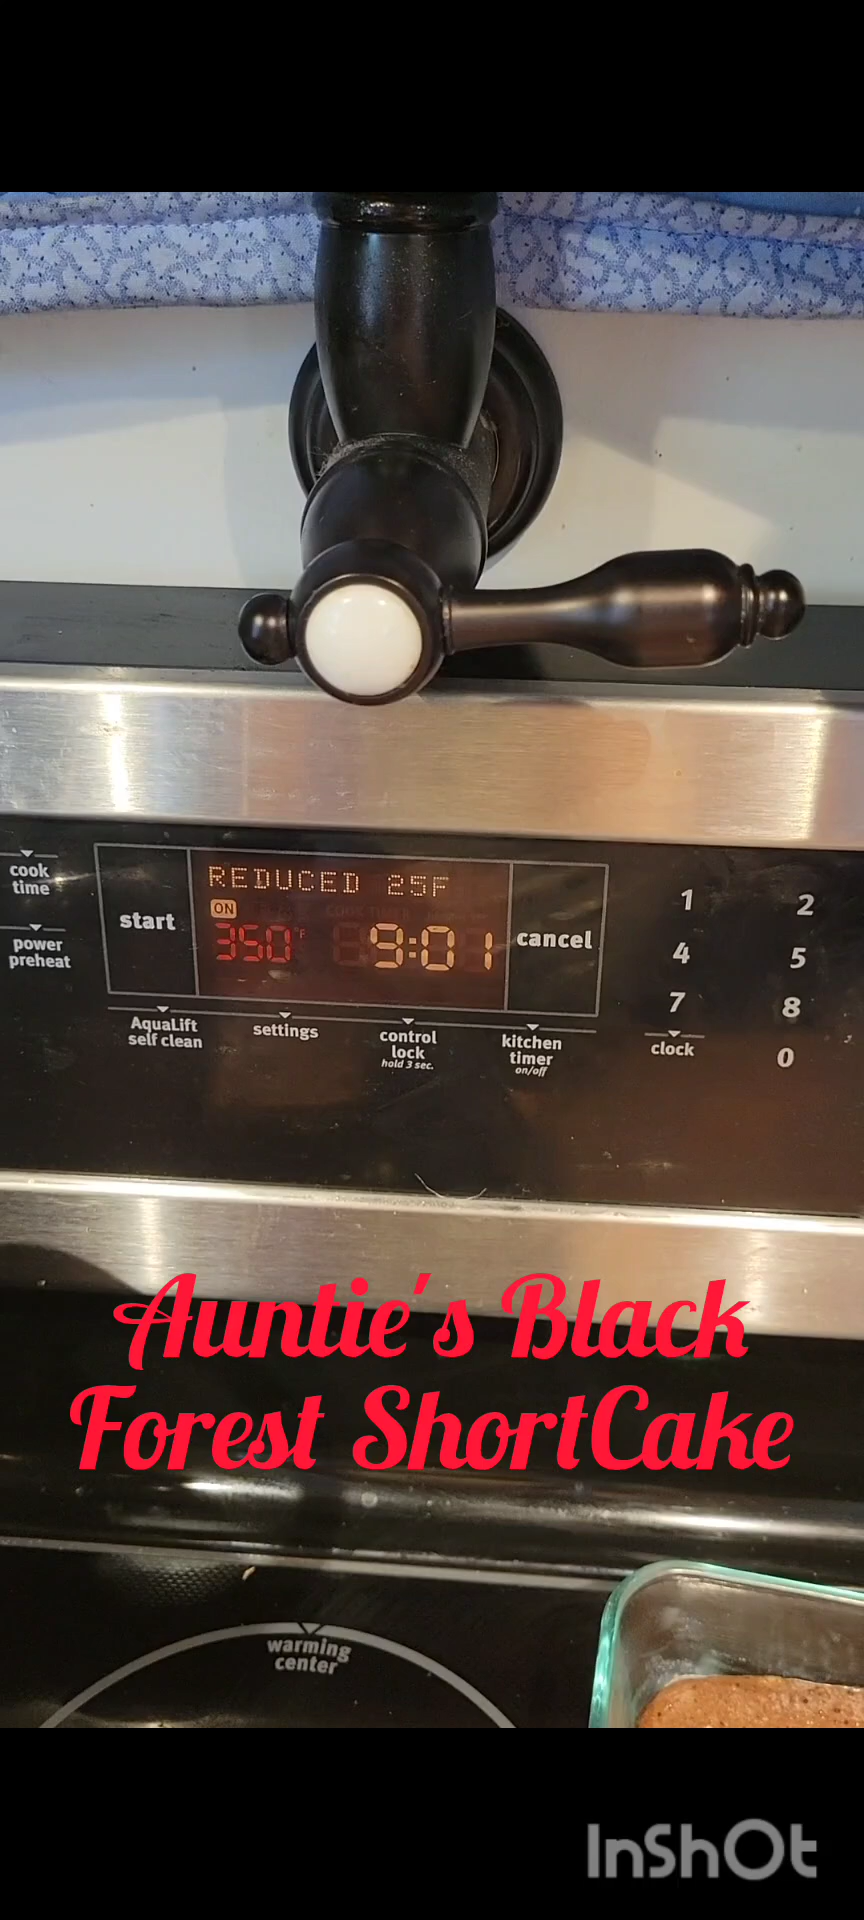 cook
time
power
preheat
start
REDUCED 25F
ON
350°F 9:01
cancel
1 2
4 5
7 8
clock 0
AquaLift
self clean
settings
control
lock
hold 3 sec.
kitchen
timer
on/off
Auntie's Black
Forest ShortCake
warming
center
InShOt